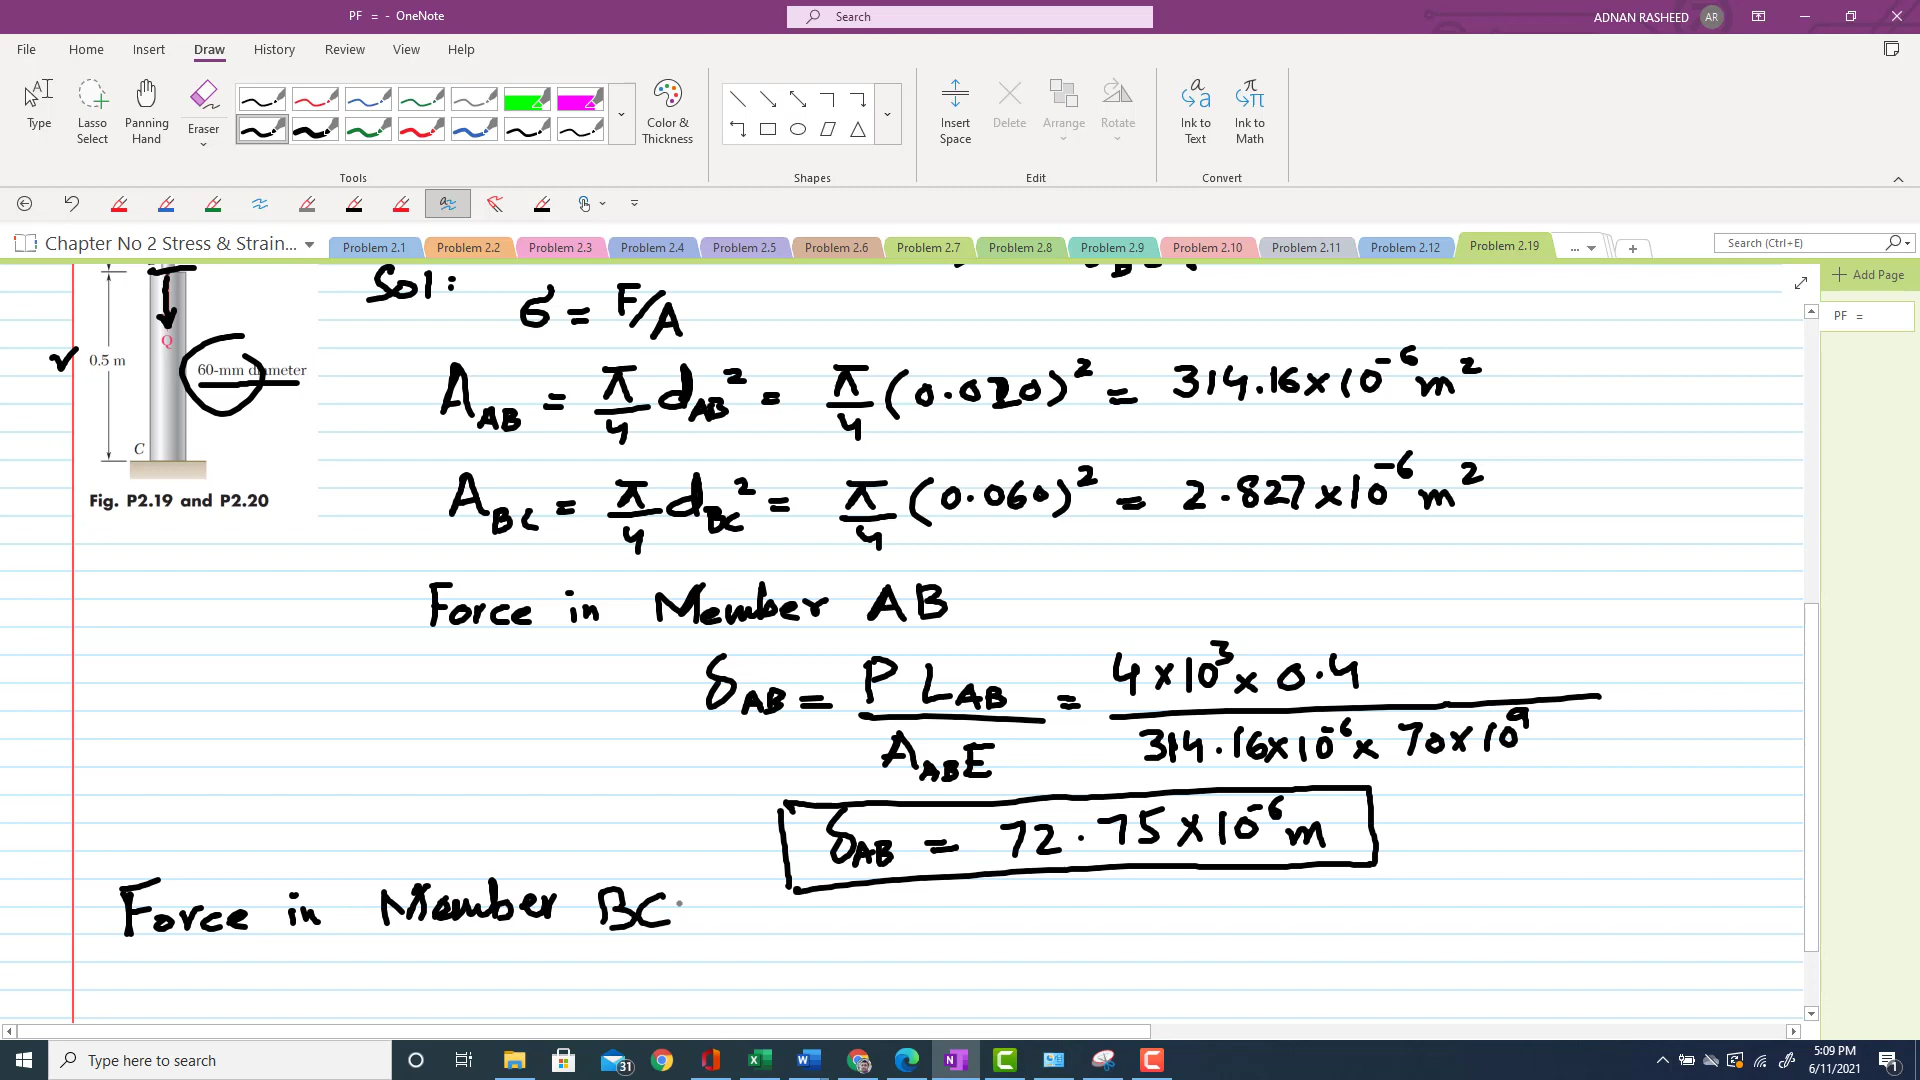 PF = - OneNote
Search
ADNAN RASHEED AR
File Home Insert Draw History Review View Help
Type
Lasso Select
Panning Hand
Eraser
Color & Thickness
Insert Space
Delete
Arrange
Rotate
Ink to Text
Ink to Math
Tools Shapes Edit Convert
Chapter No 2 Stress & Strain...
Problem 2.1 Problem 2.2 Problem 2.3 Problem 2.4 Problem 2.5 Problem 2.6 Problem 2.7 Problem 2.8 Problem 2.9 Problem 2.10 Problem 2.11 Problem 2.12 Problem 2.19 ...
Search (Ctrl+E)
Add Page
PF =
Sol:
σ = F/A
Q
0.5 m
60-mm diameter
C
Fig. P2.19 and P2.20
A_AB = π/4 d_AB² = π/4 (0.020)² = 314.16×10⁻⁶ m²
A_BC = π/4 d_BC² = π/4 (0.060)² = 2.827×10⁻⁶ m²
Force in Member AB
δ_AB = P L_AB / A_AB E = 4×10³ × 0.4 / 314.16×10⁻⁶ × 70×10⁹
δ_AB = 72.75×10⁻⁶ m
Force in Member BC
Type here to search
31
5:09 PM
6/11/2021
1